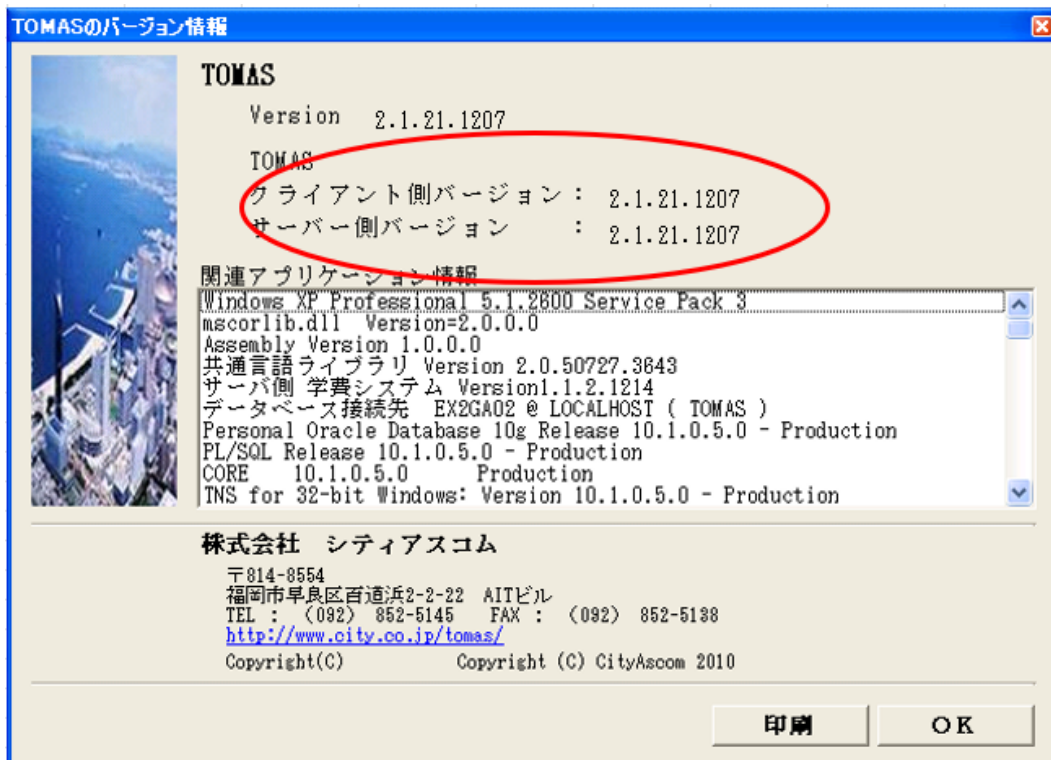 TOMASのバージョン情報
TOMAS
Version 2.1.21.1207
TOMAS
クライアント側バージョン： 2.1.21.1207
サーバー側バージョン ： 2.1.21.1207
関連アプリケーション情報
Windows XP Professional 5.1.2600 Service Pack 3
mscorlib.dll Version=2.0.0.0
Assembly Version 1.0.0.0
共通言語ライブラリ Version 2.0.50727.3643
サーバ側 学費システム Version1.1.2.1214
データベース接続先 EX2GA02 @ LOCALHOST ( TOMAS )
Personal Oracle Database 10g Release 10.1.0.5.0 - Production
PL/SQL Release 10.1.0.5.0 - Production
CORE 10.1.0.5.0 Production
TNS for 32-bit Windows: Version 10.1.0.5.0 - Production
株式会社 シティアスコム
〒814-8554
福岡市早良区百道浜2-2-22 AITビル
TEL : (092) 852-5145 FAX : (092) 852-5138
http://www.city.co.jp/tomas/
Copyright(C) Copyright (C) CityAscom 2010
印刷 OK